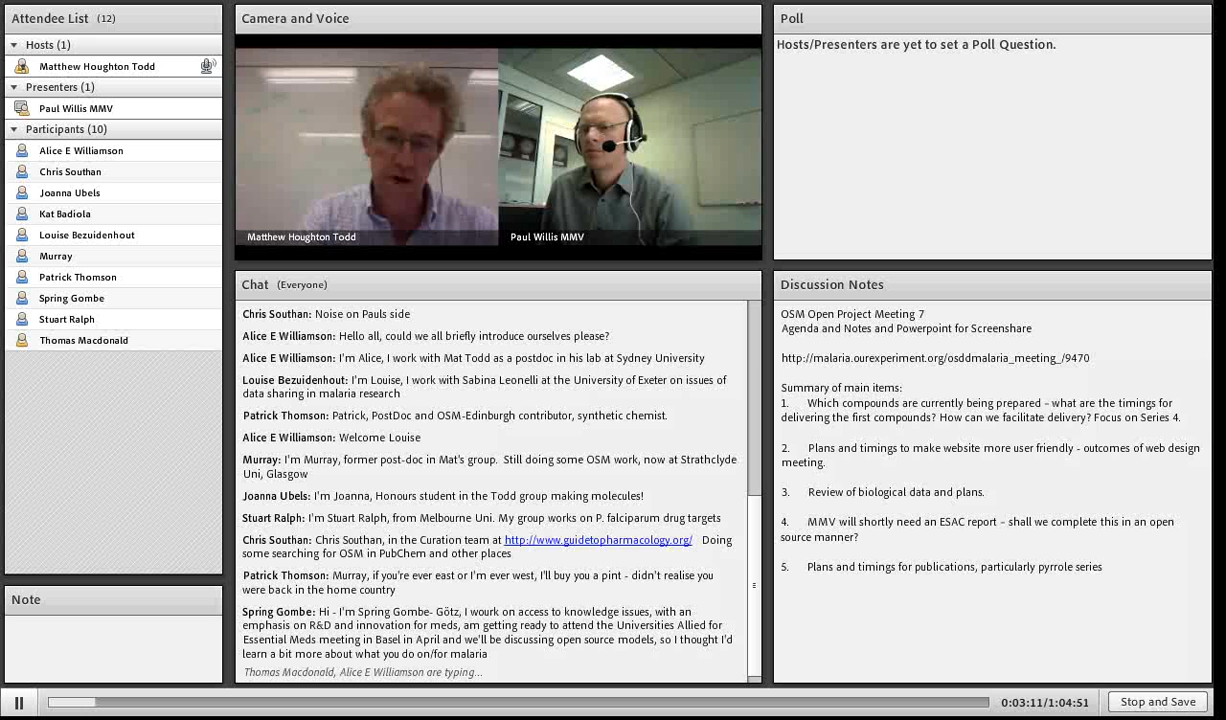 Attendee List (12)
Hosts (1)
Matthew Houghton Todd
Presenters (1)
Paul Willis MMV
Participants (10)
Alice E Williamson
Chris Southan
Joanna Ubels
Kat Badiola
Louise Bezuidenhout
Murray
Patrick Thomson
Spring Gombe
Stuart Ralph
Thomas Macdonald
Note
Camera and Voice
Matthew Houghton Todd
Paul Willis MMV
Chat (Everyone)
Chris Southan: Noise on Pauls side
Alice E Williamson: Hello all, could we all briefly introduce ourselves please?
Alice E Williamson: I'm Alice, I work with Mat Todd as a postdoc in his lab at Sydney University
Louise Bezuidenhout: I'm Louise, I work with Sabina Leonelli at the University of Exeter on issues of
data sharing in malaria research
Patrick Thomson: Patrick, PostDoc and OSM-Edinburgh contributor, synthetic chemist.
Alice E Williamson: Welcome Louise
Murray: I'm Murray, former post-doc in Mat's group. Still doing some OSM work, now at Strathclyde
Uni, Glasgow
Joanna Ubels: I'm Joanna, Honours student in the Todd group making molecules!
Stuart Ralph: I'm Stuart Ralph, from Melbourne Uni. My group works on P. falciparum drug targets
Chris Southan: Chris Southan, in the Curation team at http://www.guidetopharmacology.org/ Doing
some searching for OSM in PubChem and other places
Patrick Thomson: Murray, if you're ever east or I'm ever west, I'll buy you a pint - didn't realise you
were back in the home country
Spring Gombe: Hi - I'm Spring Gombe- Götz, I wourk on access to knowledge issues, with an
emphasis on R&D and innovation for meds, am getting ready to attend the Universities Allied for
Essential Meds meeting in Basel in April and we'll be discussing open source models, so I thought I'd
learn a bit more about what you do on/for malaria
Thomas Macdonald, Alice E Williamson are typing...
Poll
Hosts/Presenters are yet to set a Poll Question.
Discussion Notes
OSM Open Project Meeting 7
Agenda and Notes and Powerpoint for Screenshare
http://malaria.ourexperiment.org/osddmalaria_meeting_/9470
Summary of main items:
1. Which compounds are currently being prepared - what are the timings for
delivering the first compounds? How can we facilitate delivery? Focus on Series 4.
2. Plans and timings to make website more user friendly - outcomes of web design
meeting.
3. Review of biological data and plans.
4. MMV will shortly need an ESAC report - shall we complete this in an open
source manner?
5. Plans and timings for publications, particularly pyrrole series
0:03:11/1:04:51
Stop and Save